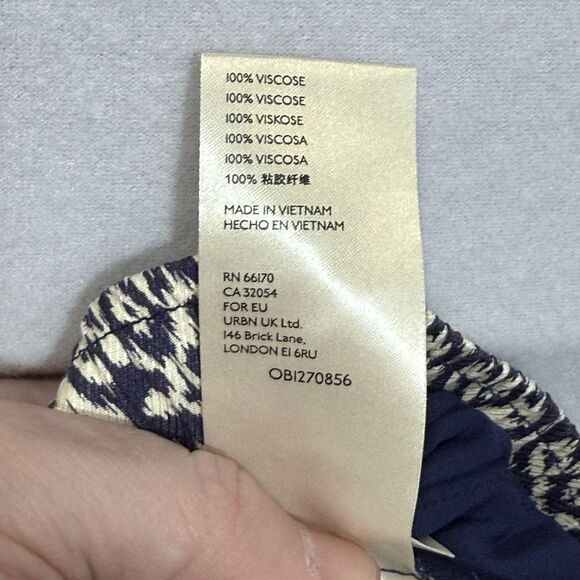 100% VISCOSE
100% VISCOSE
100% VISKOSE
100% VISCOSA
100% VISCOSA
100% 粘胶纤维
MADE IN VIETNAM
HECHO EN VIETNAM
RN 66170
CA 32054
FOR EU
URBN UK Ltd.
146 Brick Lane,
LONDON E1 6RU
OB1270856